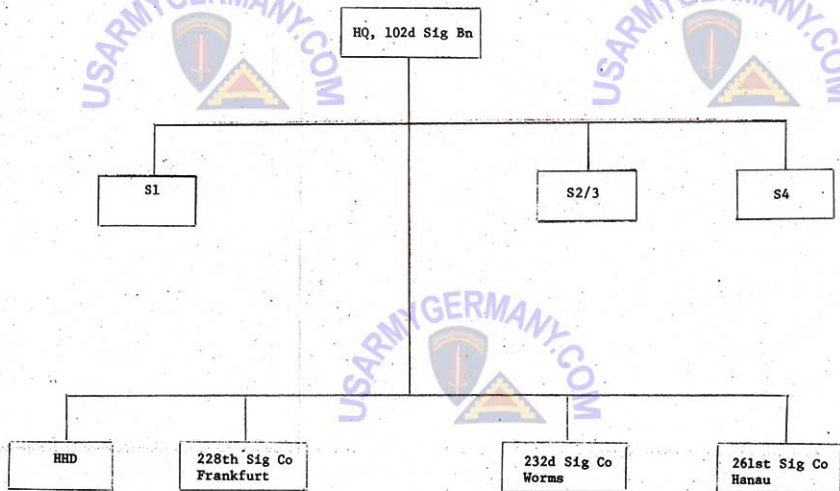 USARMYGERMANY.COM
USARMYGERMANY.COM
HQ, 102d Sig Bn
S1
S2/3
S4
USARMYGERMANY.COM
HHD
228th Sig Co
Frankfurt
232d Sig Co
Worms
261st Sig Co
Hanau